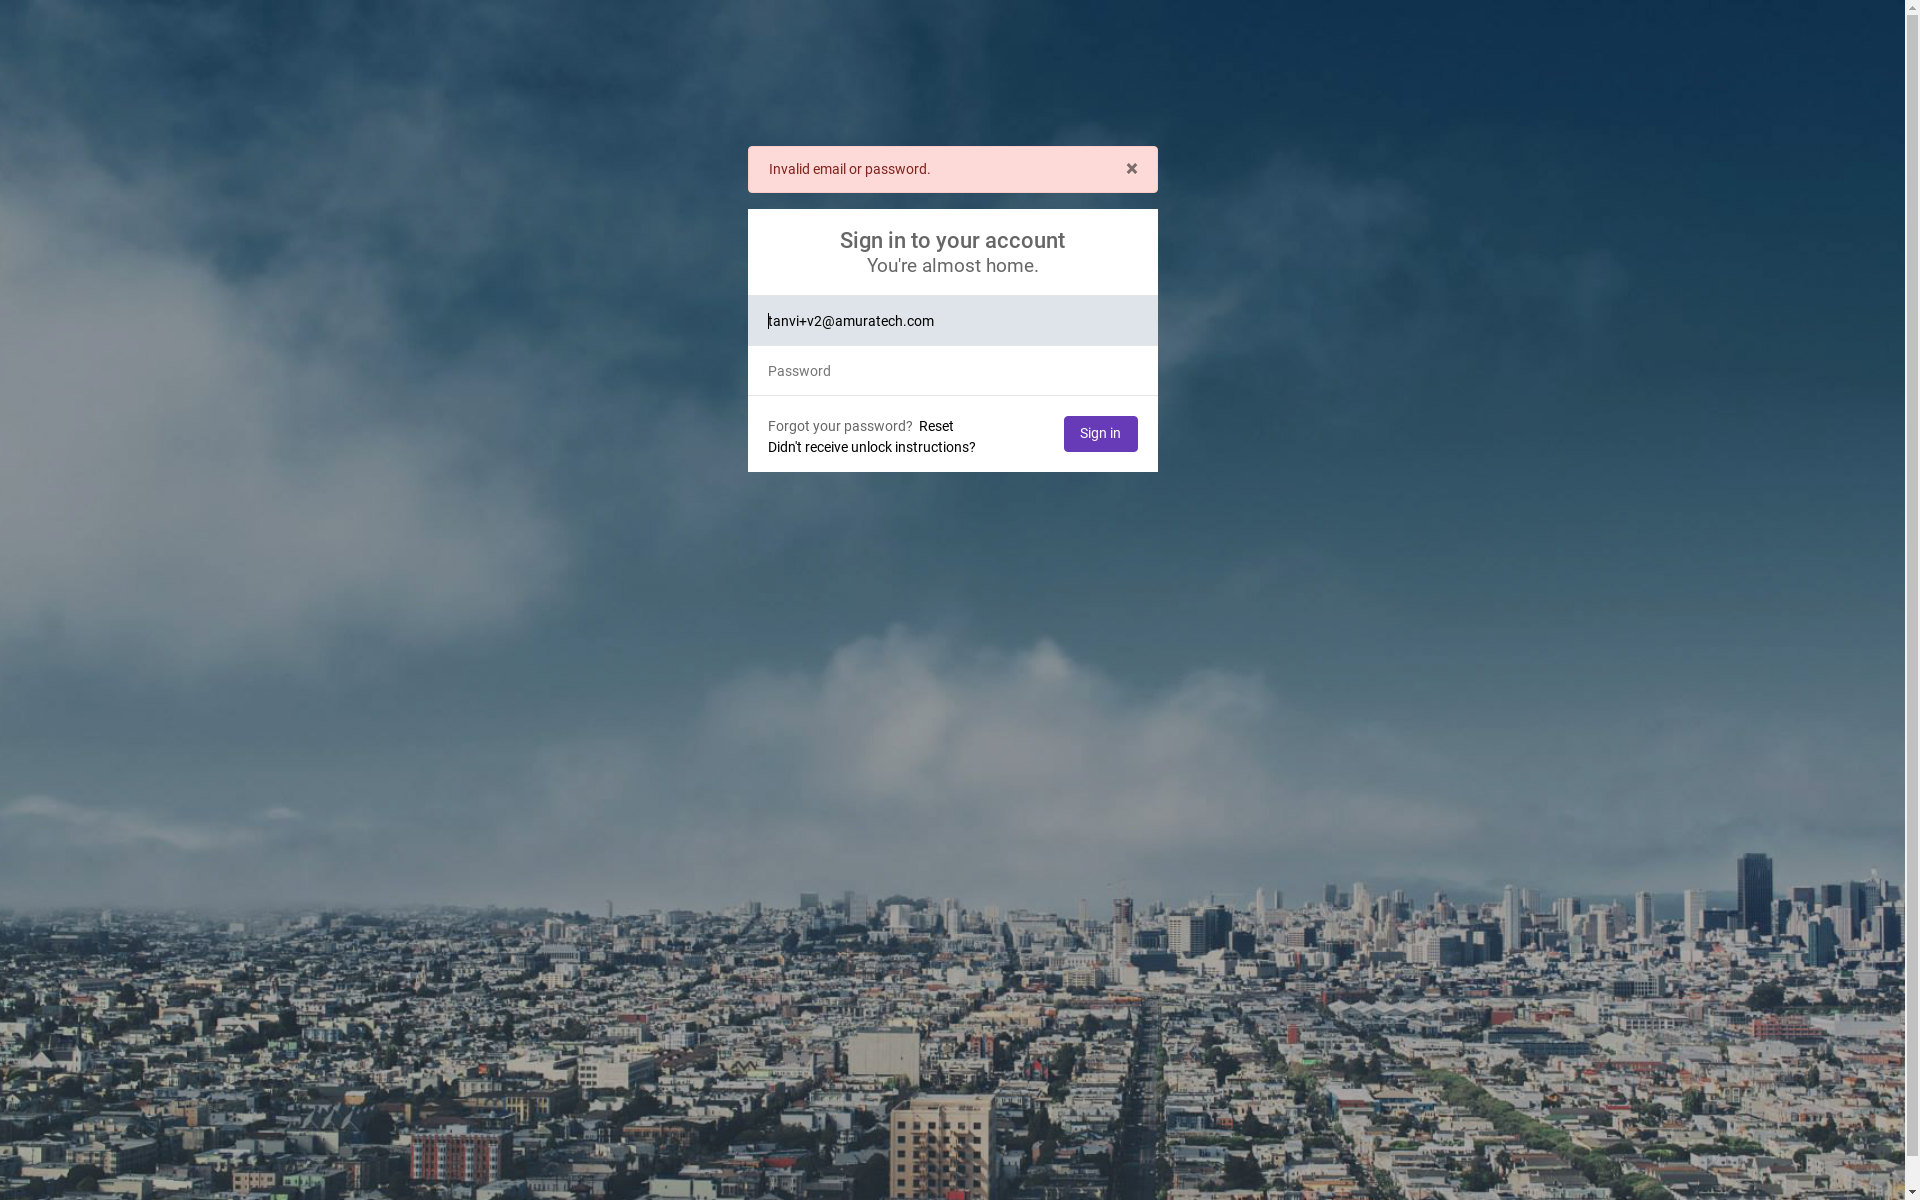 Invalid email or password.
×
Sign in to your account
You're almost home.
tanvi+v2@amuratech.com
Password
Forgot your password? Reset
Didn't receive unlock instructions?
Sign in